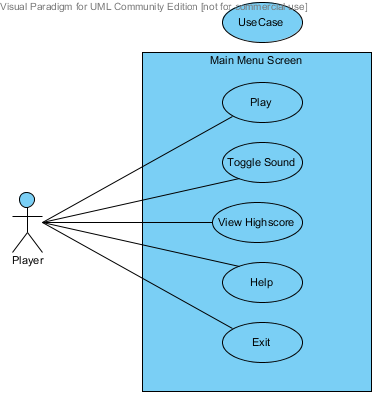 Visual Paradigm for UML Community Edition [not for commercial use]
UseCase
Main Menu Screen
Play
Toggle Sound
View Highscore
Help
Exit
Player